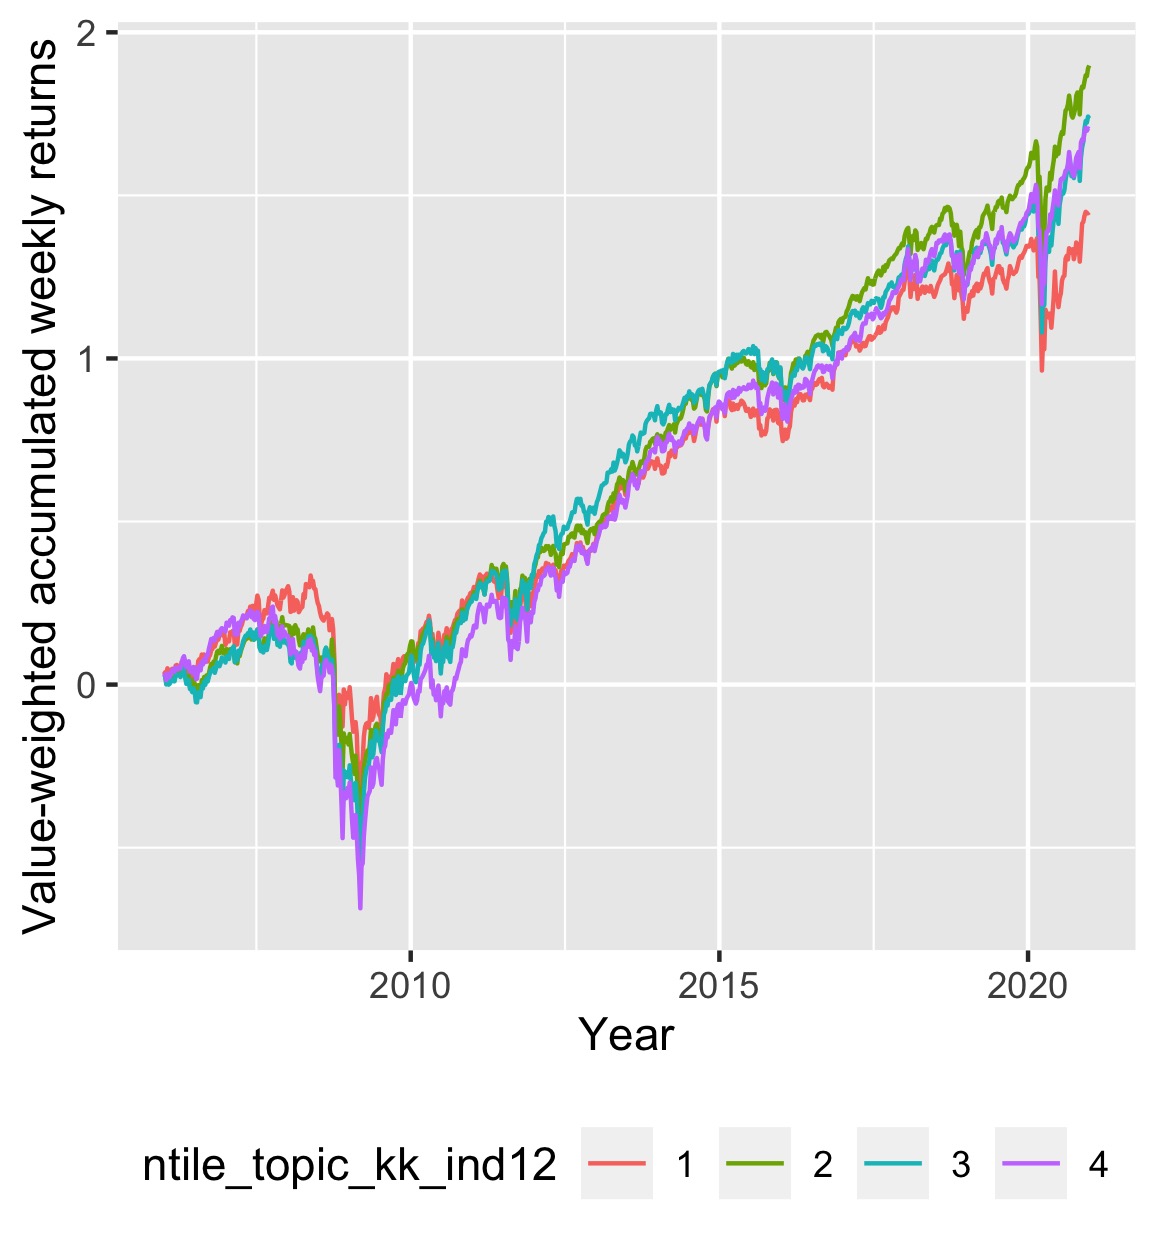 Value-weighted accumulated weekly returns
2
1
0
2010 2015 2020
Year
ntile_topic_kk_ind12 1 2 3 4